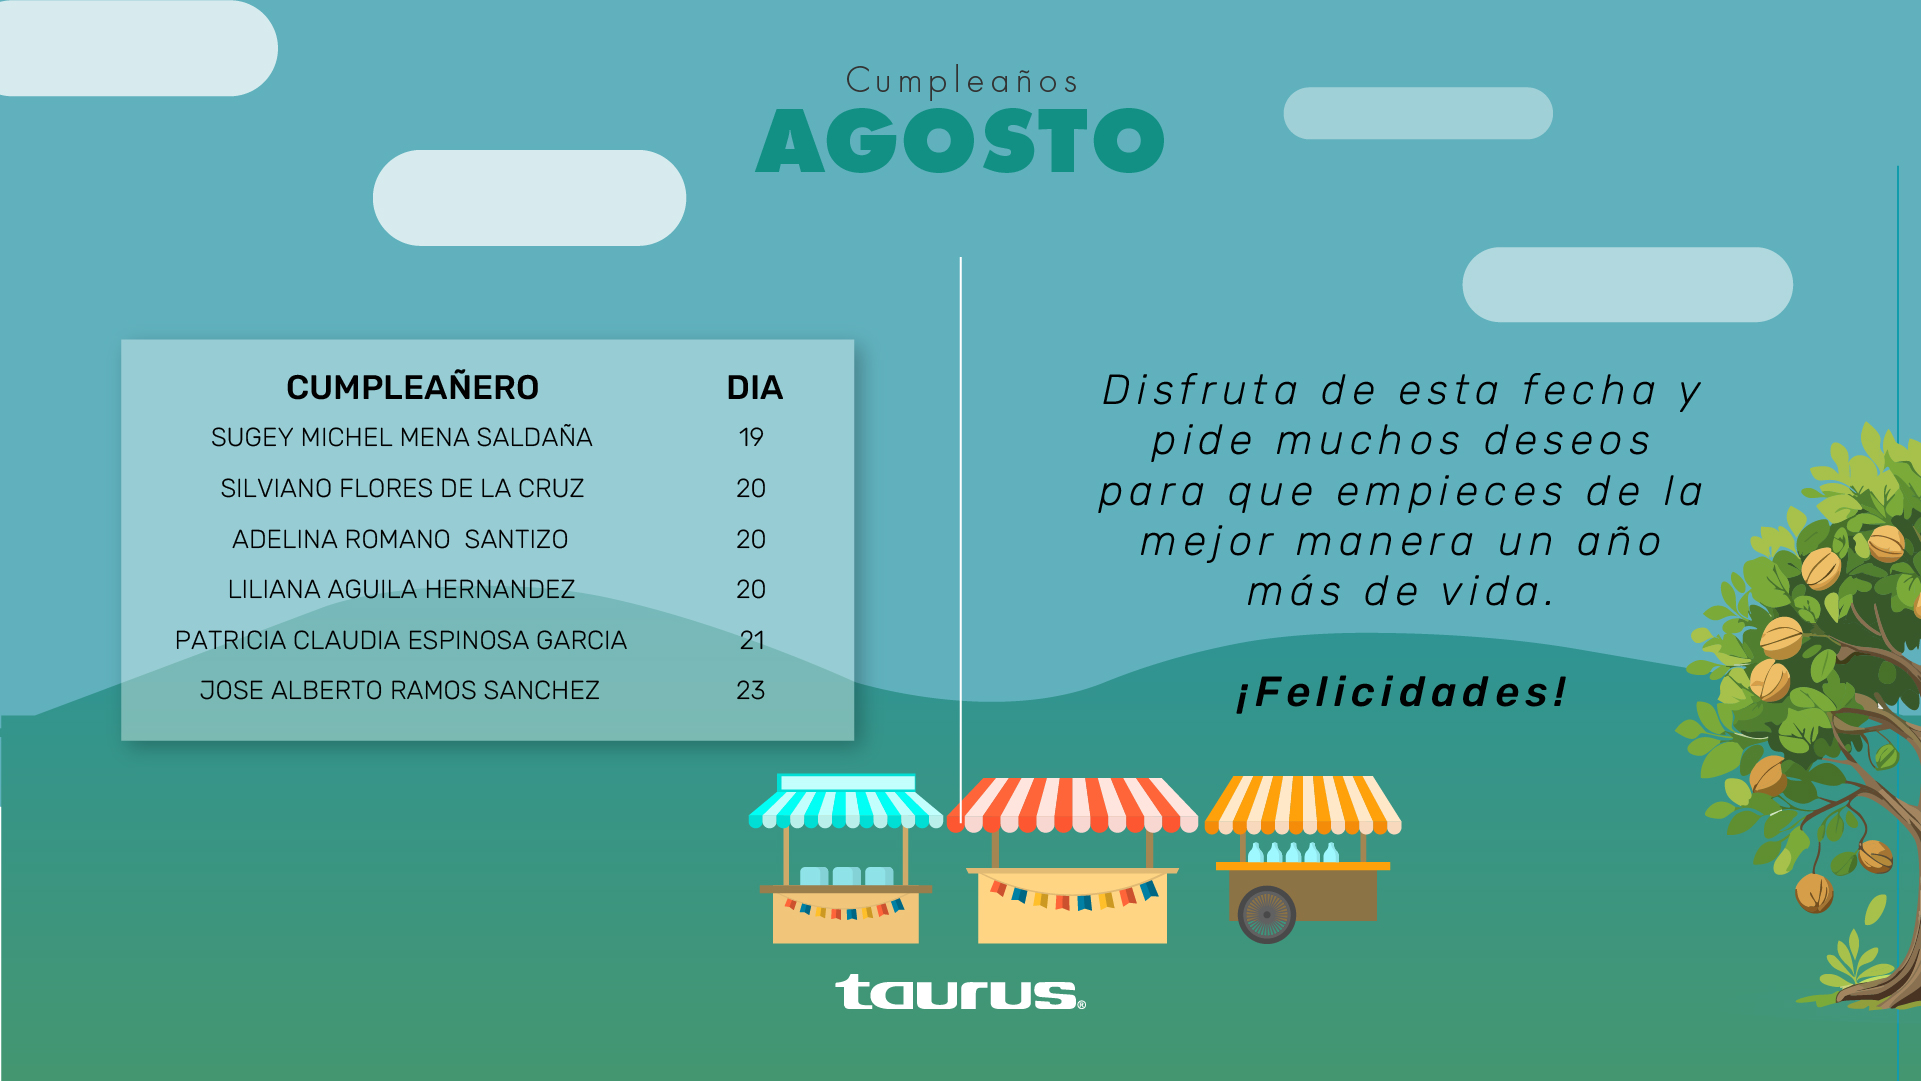 Cumpleaños
AGOSTO
CUMPLEAÑERO DIA
SUGEY MICHEL MENA SALDAÑA 19
SILVIANO FLORES DE LA CRUZ 20
ADELINA ROMANO  SANTIZO 20
LILIANA AGUILA HERNANDEZ 20
PATRICIA CLAUDIA ESPINOSA GARCIA 21
JOSE ALBERTO RAMOS SANCHEZ 23
Disfruta de esta fecha y
pide muchos deseos
para que empieces de la
mejor manera un año
más de vida.
¡Felicidades!
taurus®